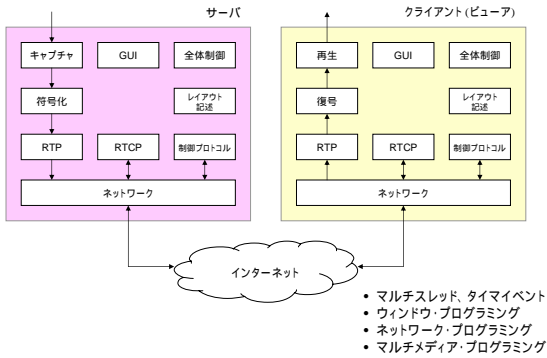 サーバ
キャプチャ
GUI
全体制御
符号化
レイアウト
記述
RTP
RTCP
制御プロトコル
ネットワーク
クライアント(ビューア)
再生
GUI
全体制御
復号
レイアウト
記述
RTP
RTCP
制御プロトコル
ネットワーク
インターネット
• マルチスレッド、タイマイベント
• ウィンドウ・プログラミング
• ネットワーク・プログラミング
• マルチメディア・プログラミング